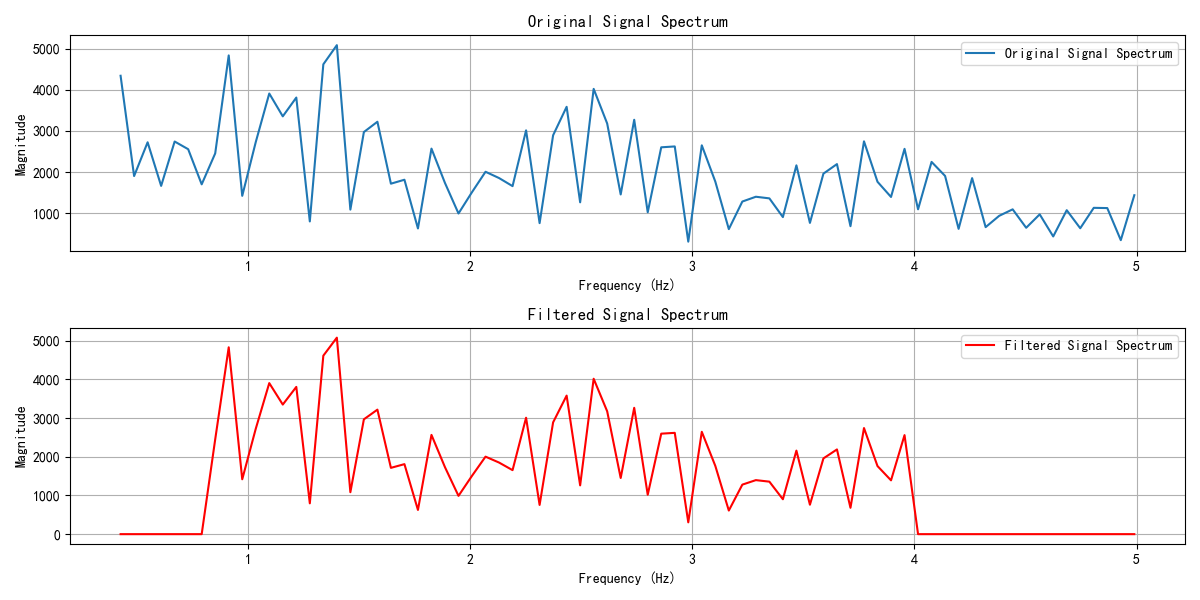 Original Signal Spectrum
5000
4000
3000
2000
1000
Magnitude
Original Signal Spectrum
1 2 3 4 5
Frequency (Hz)
Filtered Signal Spectrum
5000
4000
3000
2000
1000
0
Magnitude
Filtered Signal Spectrum
1 2 3 4 5
Frequency (Hz)